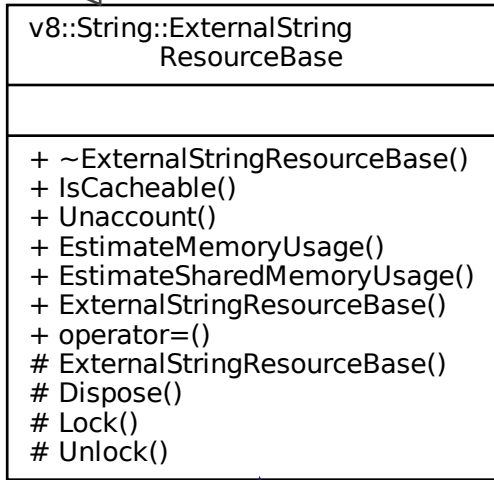 v8::String::ExternalString
ResourceBase
+ ~ExternalStringResourceBase()
+ IsCacheable()
+ Unaccount()
+ EstimateMemoryUsage()
+ EstimateSharedMemoryUsage()
+ ExternalStringResourceBase()
+ operator=()
# ExternalStringResourceBase()
# Dispose()
# Lock()
# Unlock()